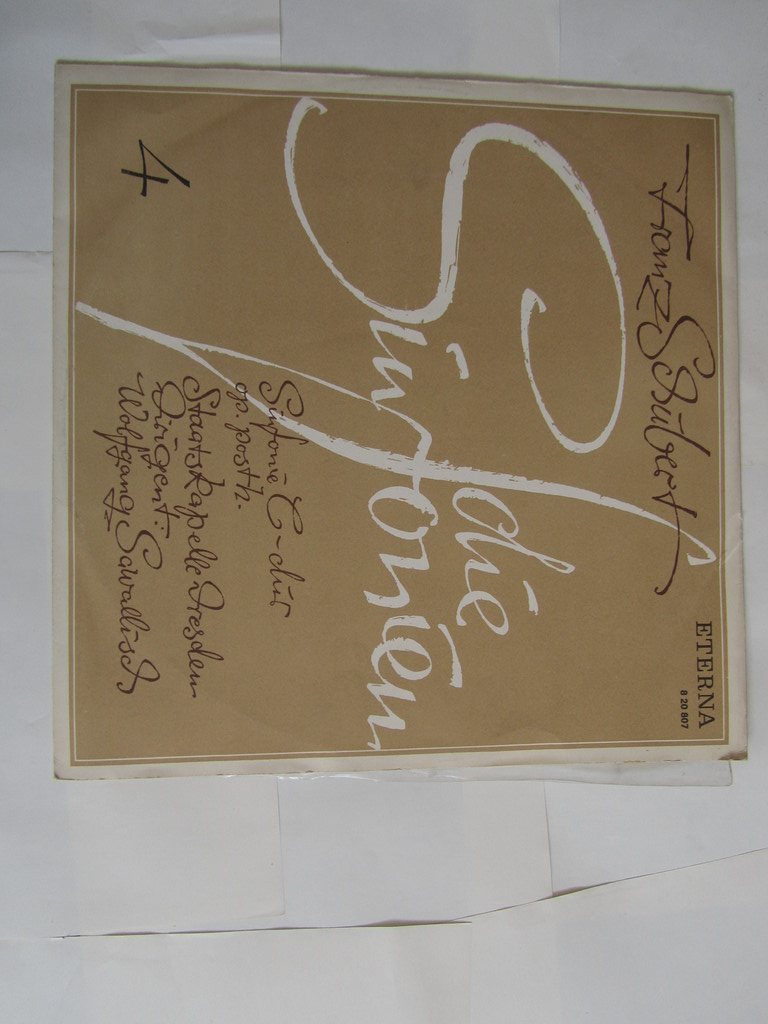 Franz Schubert
ETERNA
8 20 807
die
Sinfonien
Sinfonie C-dur
op. posth.
Staatskapelle Dresden
Dirigent:
Wolfgang Sawallisch
4